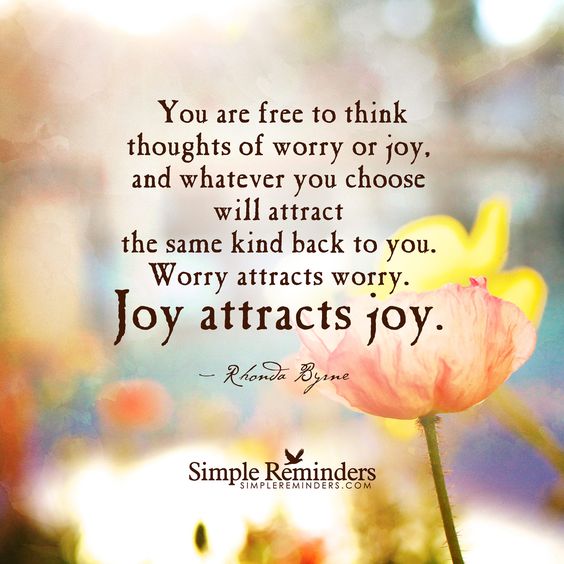 You are free to think
thoughts of worry or joy,
and whatever you choose
will attract
the same kind back to you.
Worry attracts worry.
Joy attracts joy.
— Rhonda Byrne
Simple Reminders
SIMPLEREMINDERS.COM